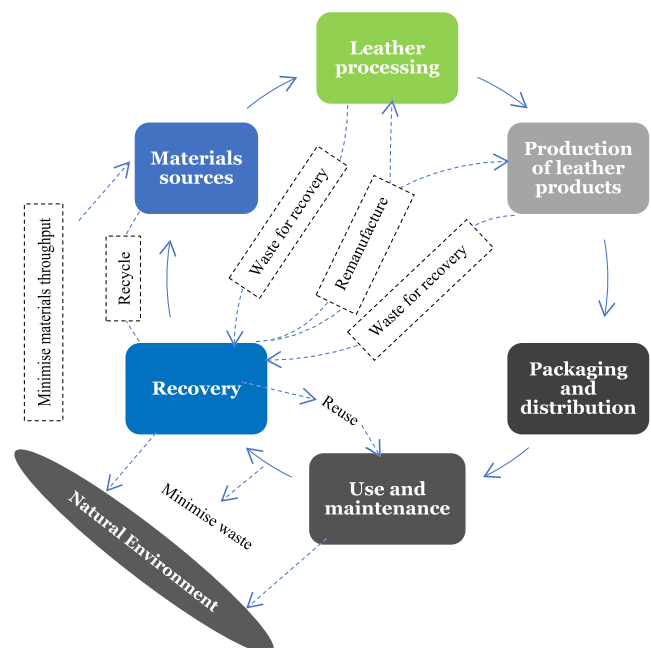 Leather
processing
Materials
sources
Production
of leather
products
Waste for recovery
Remanufacture
Waste for recovery
Minimise materials throughput
Recycle
Recovery
Reuse
Packaging
and
distribution
Use and
maintenance
Minimise waste
Natural Environment